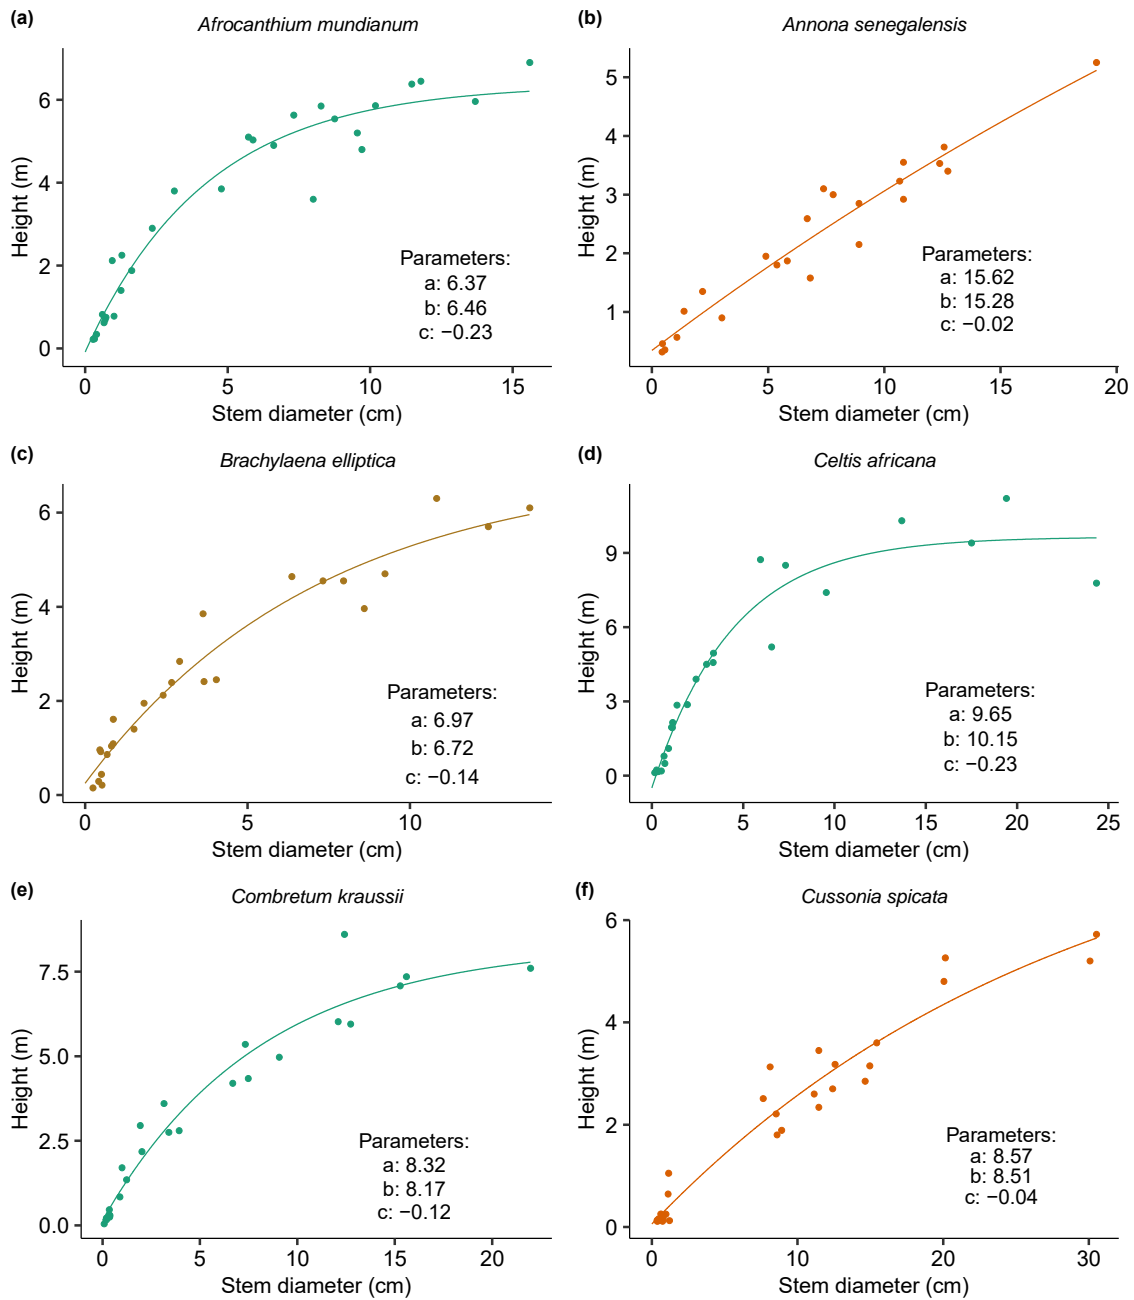 (a)
Afrocanthium mundianum
Height (m)
6
4
2
0
Parameters:
a: 6.37
b: 6.46
c: −0.23
0 5 10 15
Stem diameter (cm)
(b)
Annona senegalensis
Height (m)
5
4
3
2
1
Parameters:
a: 15.62
b: 15.28
c: −0.02
0 5 10 15 20
Stem diameter (cm)
(c)
Brachylaena elliptica
Height (m)
6
4
2
0
Parameters:
a: 6.97
b: 6.72
c: −0.14
0 5 10
Stem diameter (cm)
(d)
Celtis africana
Height (m)
9
6
3
0
Parameters:
a: 9.65
b: 10.15
c: −0.23
0 5 10 15 20 25
Stem diameter (cm)
(e)
Combretum kraussii
Height (m)
7.5
5.0
2.5
0.0
Parameters:
a: 8.32
b: 8.17
c: −0.12
0 5 10 15 20
Stem diameter (cm)
(f)
Cussonia spicata
Height (m)
6
4
2
0
Parameters:
a: 8.57
b: 8.51
c: −0.04
0 10 20 30
Stem diameter (cm)